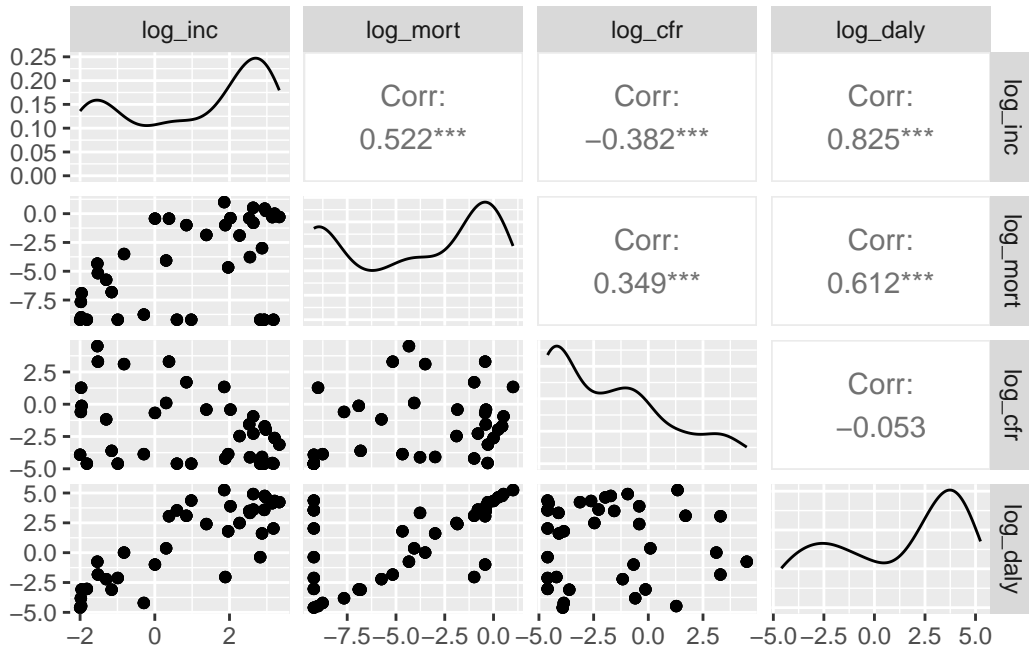 log_inc log_mort log_cfr log_daly
0.25
0.20
0.15
0.10
0.05
0.00
Corr:
0.522***
Corr:
−0.382***
Corr:
0.825***
log_inc
0.0
−2.5
−5.0
−7.5
Corr:
0.349***
Corr:
0.612***
log_mort
2.5
0.0
−2.5
−5.0
Corr:
−0.053
log_cfr
5.0
2.5
0.0
−2.5
−5.0
log_daly
−2 0 2 −7.5 −5.0 −2.5 0.0 −5.0 −2.5 0.0 2.5 −5.0 −2.5 0.0 2.5 5.0